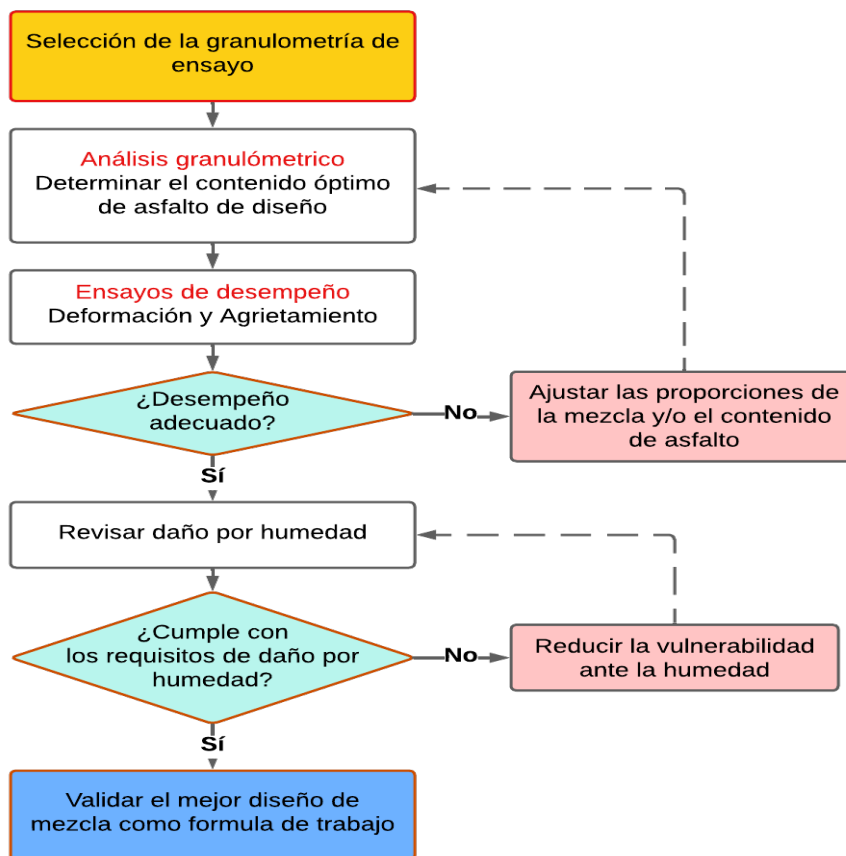 Selección de la granulometría de
ensayo
Análisis granulómetrico
Determinar el contenido óptimo
de asfalto de diseño
Ensayos de desempeño
Deformación y Agrietamiento
¿Desempeño
adecuado?
No
Ajustar las proporciones de
la mezcla y/o el contenido
de asfalto
Sí
Revisar daño por humedad
¿Cumple con
los requisitos de daño por
humedad?
No
Reducir la vulnerabilidad
ante la humedad
Sí
Validar el mejor diseño de
mezcla como formula de trabajo